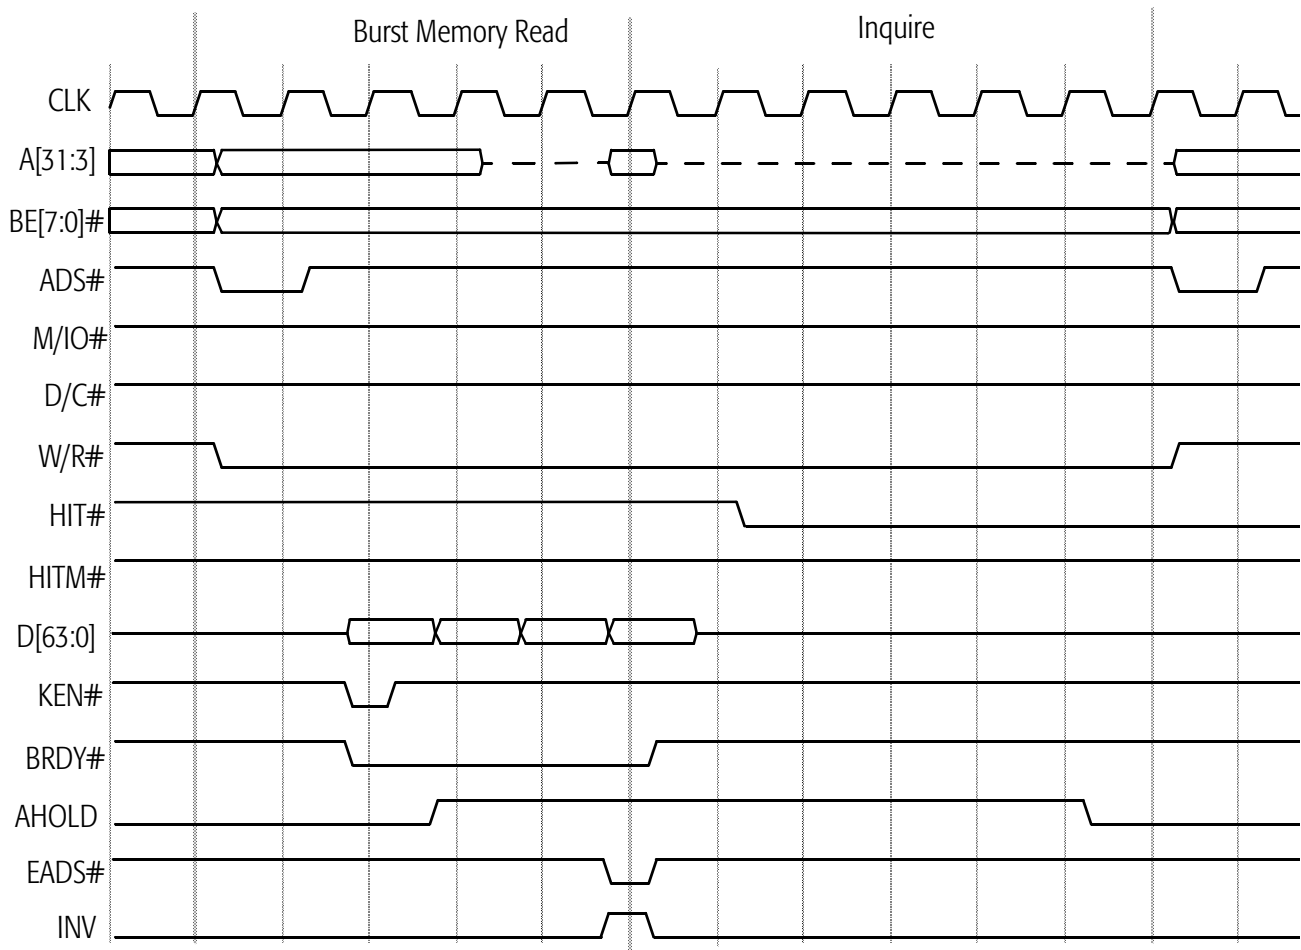 Burst Memory Read
Inquire
CLK
A[31:3]
BE[7:0]#
ADS#
M/IO#
D/C#
W/R#
HIT#
HITM#
D[63:0]
KEN#
BRDY#
AHOLD
EADS#
INV